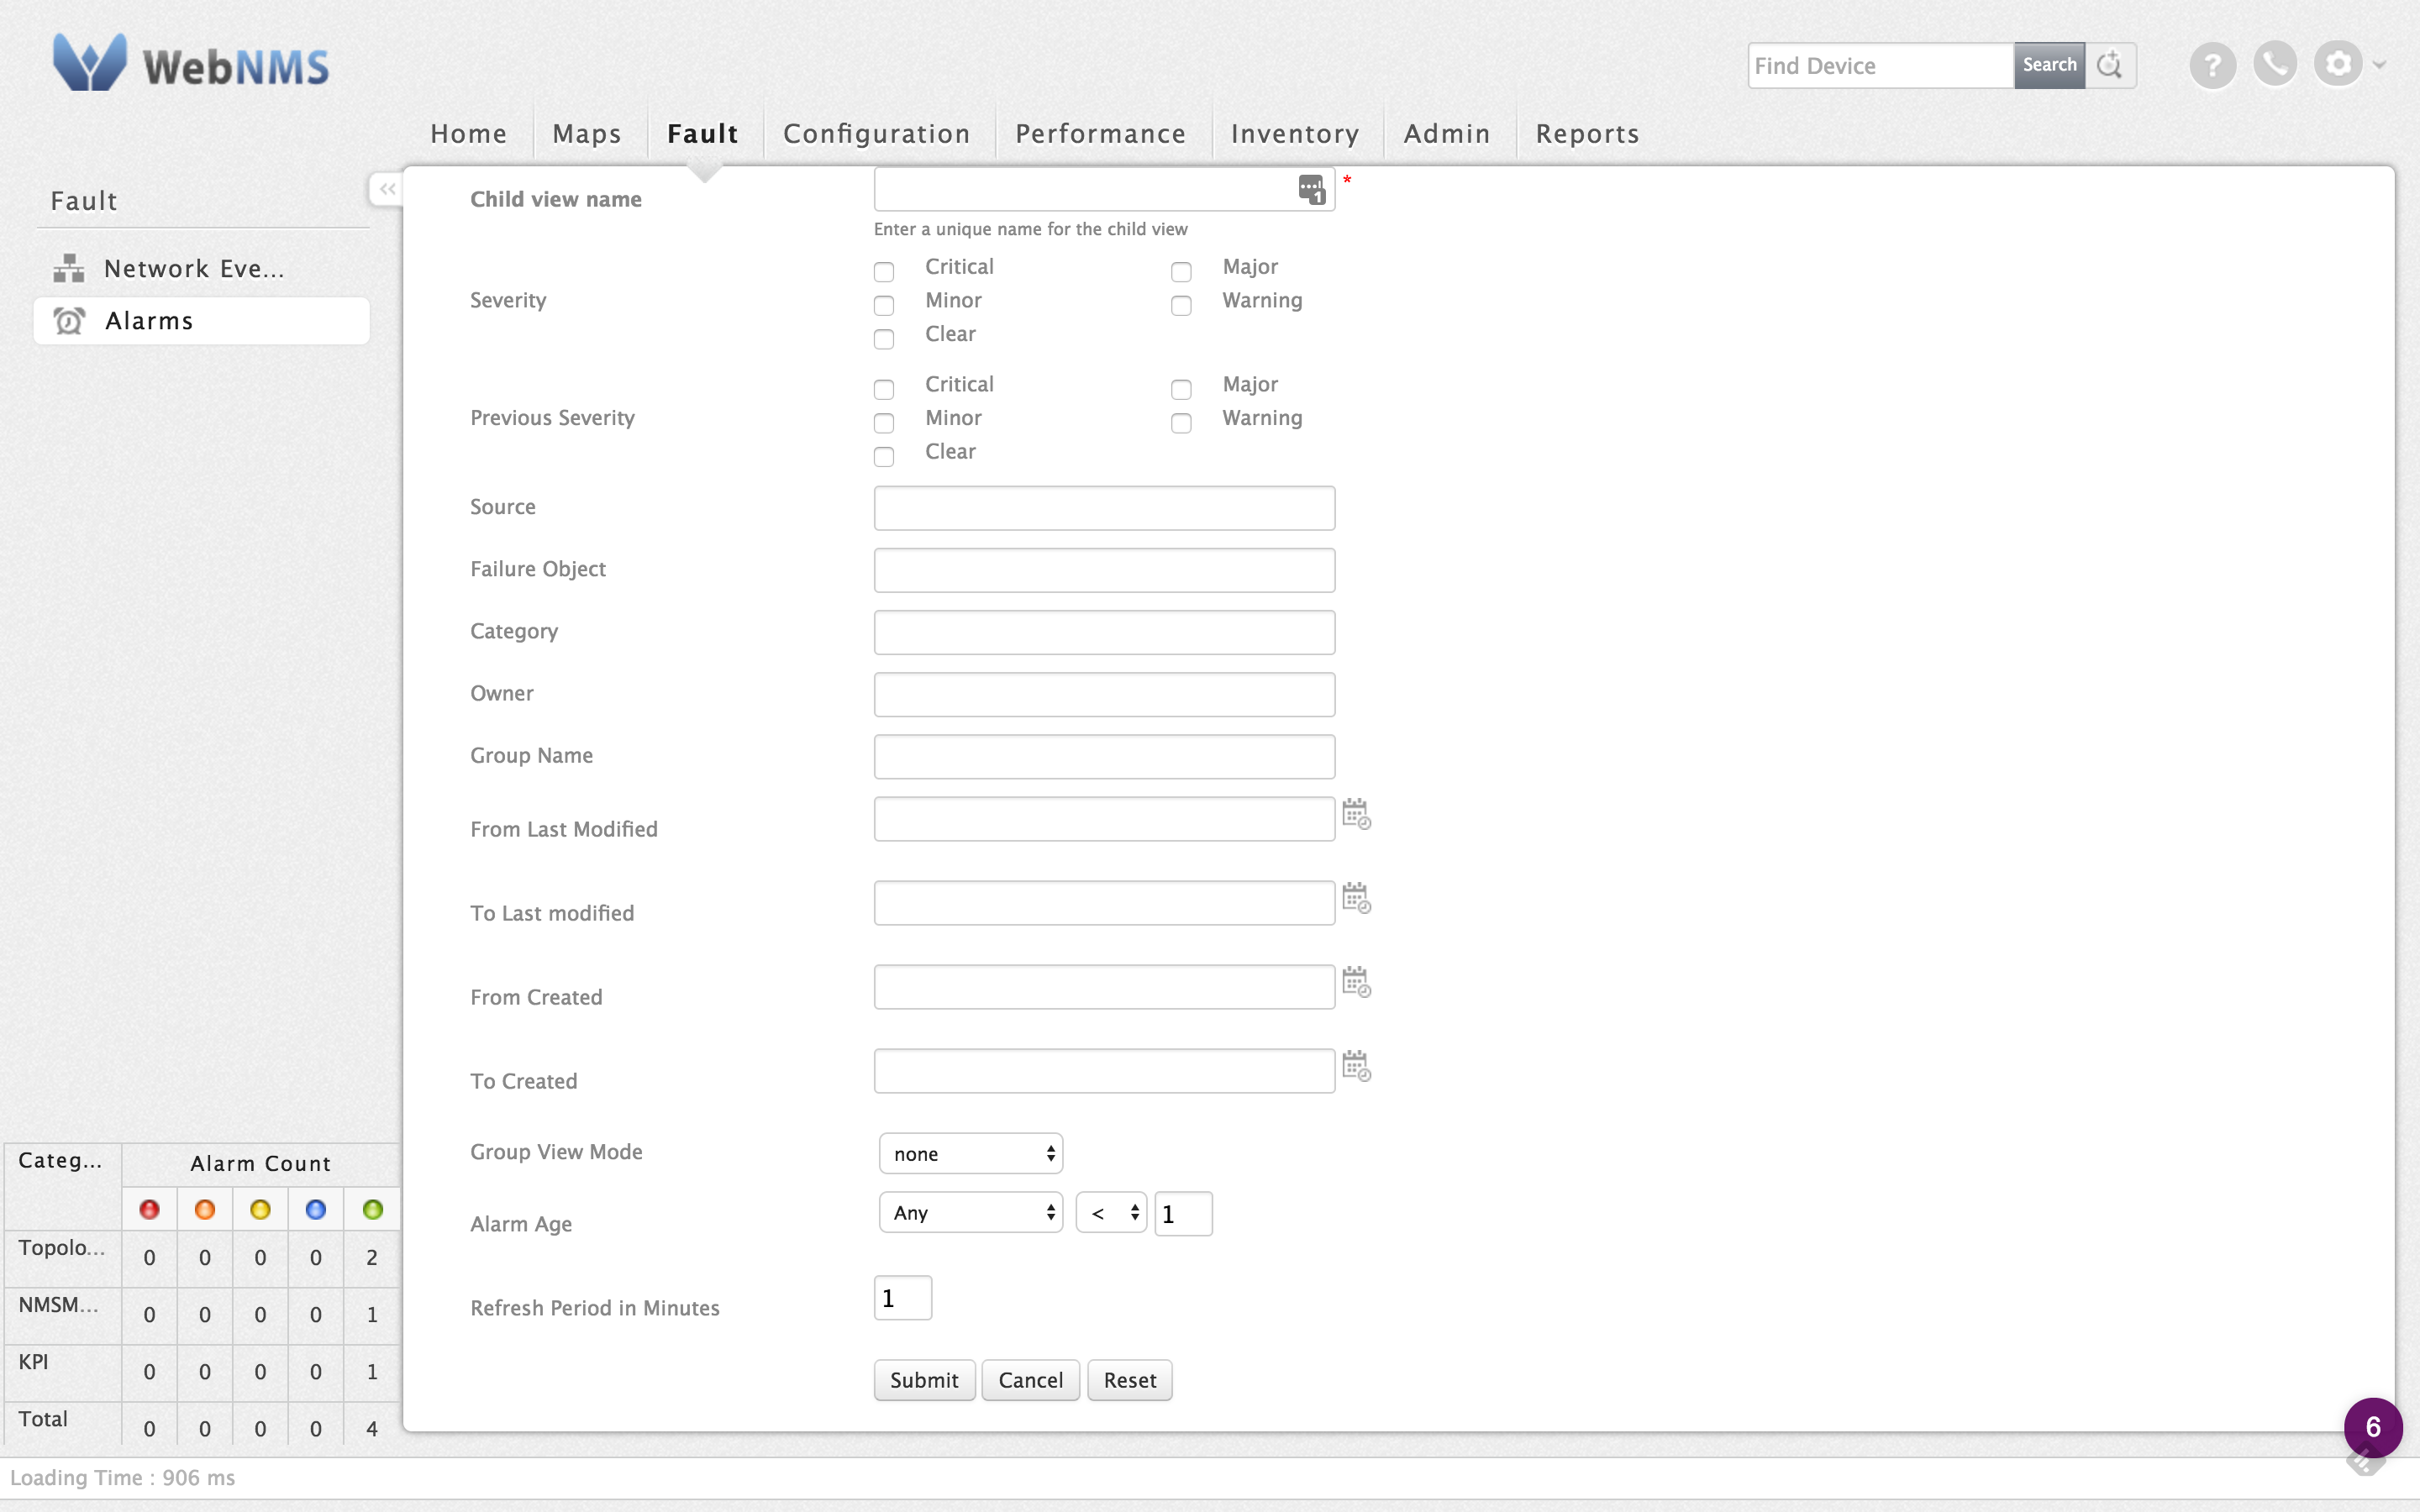 WebNMS
Find Device
Search
?
Home
Maps
Fault
Configuration
Performance
Inventory
Admin
Reports
Fault
Network Eve...
Alarms
Child view name
1
*
Enter a unique name for the child view
Severity
Critical
Major
Minor
Warning
Clear
Previous Severity
Critical
Major
Minor
Warning
Clear
Source
Failure Object
Category
Owner
Group Name
From Last Modified
To Last modified
From Created
To Created
Group View Mode
none
Alarm Age
Any
<
1
Refresh Period in Minutes
1
Submit
Cancel
Reset
Categ...
Alarm Count
Topolo... 0 0 0 0 2
NMSM... 0 0 0 0 1
KPI 0 0 0 0 1
Total 0 0 0 0 4
6
Loading Time : 906 ms